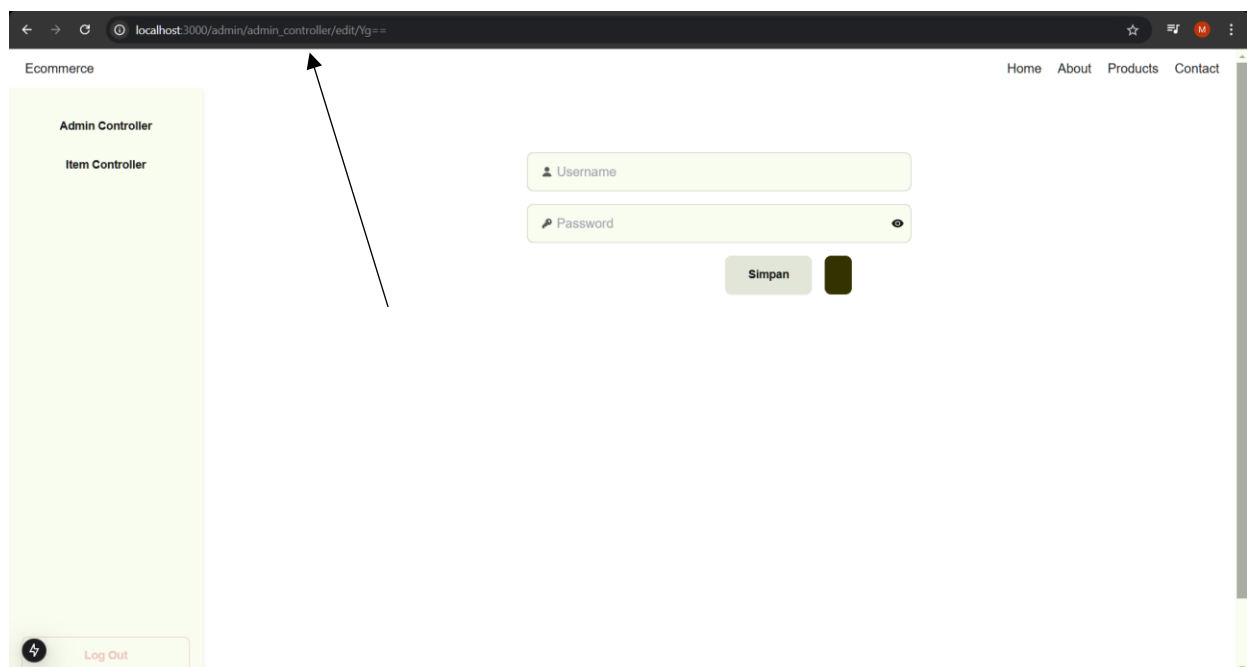 localhost:3000/admin/admin_controller/edit/Yg==
M
Ecommerce
Home About Products Contact
Admin Controller
Item Controller
Username
Password
Simpan
Log Out